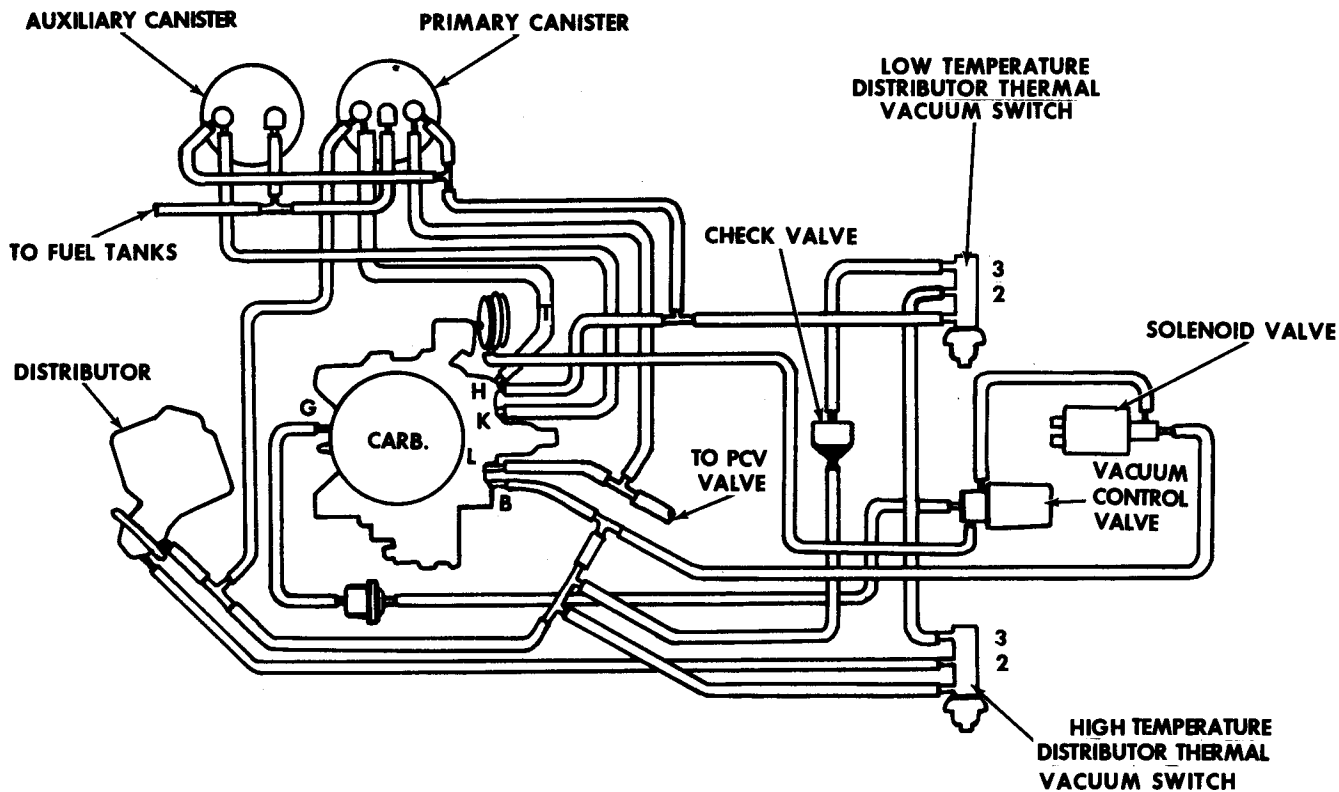 AUXILIARY CANISTER
PRIMARY CANISTER
LOW TEMPERATURE
DISTRIBUTOR THERMAL
VACUUM SWITCH
TO FUEL TANKS
CHECK VALVE
3
2
SOLENOID VALVE
DISTRIBUTOR
H
G
K
CARB.
L
TO PCV
VALVE
B
VACUUM
CONTROL
VALVE
3
2
HIGH TEMPERATURE
DISTRIBUTOR THERMAL
VACUUM SWITCH